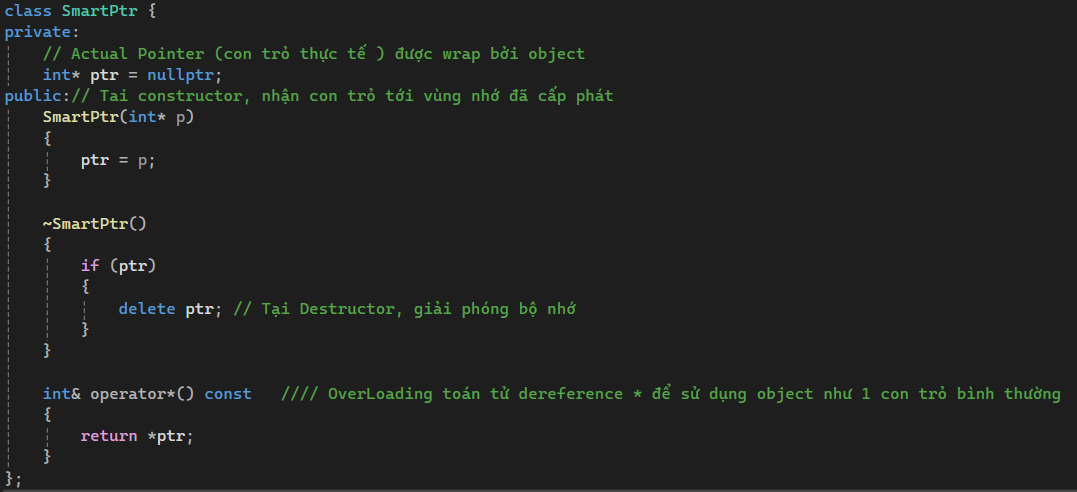 class SmartPtr {
private:
    // Actual Pointer (con trỏ thực tế ) được wrap bởi object
    int* ptr = nullptr;
public:// Tai constructor, nhận con trỏ tới vùng nhớ đã cấp phát
    SmartPtr(int* p)
    {
        ptr = p;
    }

    ~SmartPtr()
    {
        if (ptr)
        {
            delete ptr; // Tại Destructor, giải phóng bộ nhớ
        }
    }

    int& operator*() const   //// OverLoading toán tử dereference * để sử dụng object như 1 con trỏ bình thường
    {
        return *ptr;
    }
};